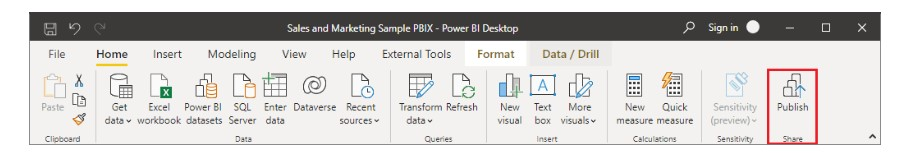 Sales and Marketing Sample PBIX - Power BI Desktop
Sign in
File Home Insert Modeling View Help External Tools Format Data / Drill
Paste
Get data
Excel workbook
Power BI datasets
SQL Server
Enter data
Dataverse
Recent sources
Transform data
Refresh
New visual
Text box
More visuals
New measure
Quick measure
Sensitivity (preview)
Publish
Clipboard Data Queries Insert Calculations Sensitivity Share